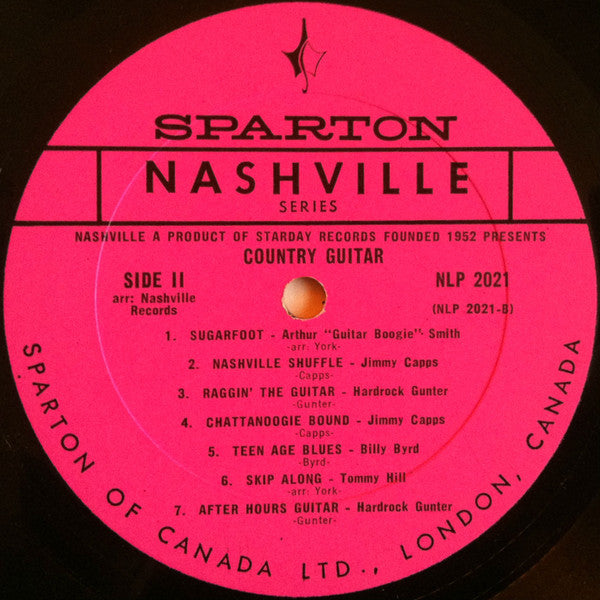 SPARTON
NASHVILLE
SERIES
NASHVILLE A PRODUCT OF STARDAY RECORDS FOUNDED 1952 PRESENTS
COUNTRY GUITAR
SIDE II NLP 2021
arr: Nashville
Records (NLP 2021-B)
1. SUGARFOOT - Arthur "Guitar Boogie" Smith
-arr: York-
2. NASHVILLE SHUFFLE - Jimmy Capps
-Capps-
3. RAGGIN' THE GUITAR - Hardrock Gunter
-Gunter-
4. CHATTANOOGIE BOUND - Jimmy Capps
-Capps-
5. TEEN AGE BLUES - Billy Byrd
-Byrd-
6. SKIP ALONG - Tommy Hill
-arr: York-
7. AFTER HOURS GUITAR - Hardrock Gunter
-Gunter-
SPARTON OF CANADA LTD., LONDON, CANADA